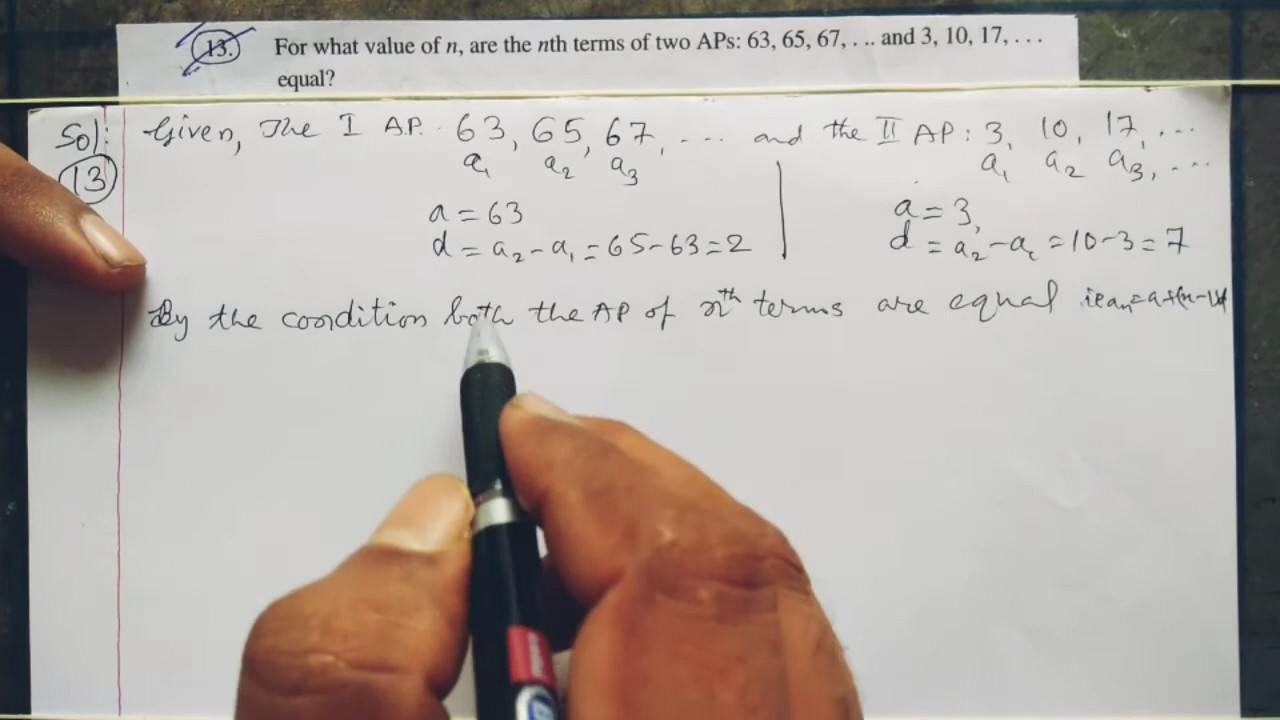 13. For what value of n, are the nth terms of two APs: 63, 65, 67, . . . and 3, 10, 17, . . .
equal?
Sol: Given, The I AP: 63, 65, 67, .... and the II AP: 3, 10, 17, ...
(13) a₁ a₂ a₃ a₁ a₂ a₃, ....
a = 63 a = 3,
d = a₂-a₁ = 65-63 = 2 d = a₂-a₁ = 10-3 = 7
By the condition both the AP of nᵗʰ terms are equal ie aₙ = a+(n-1)d